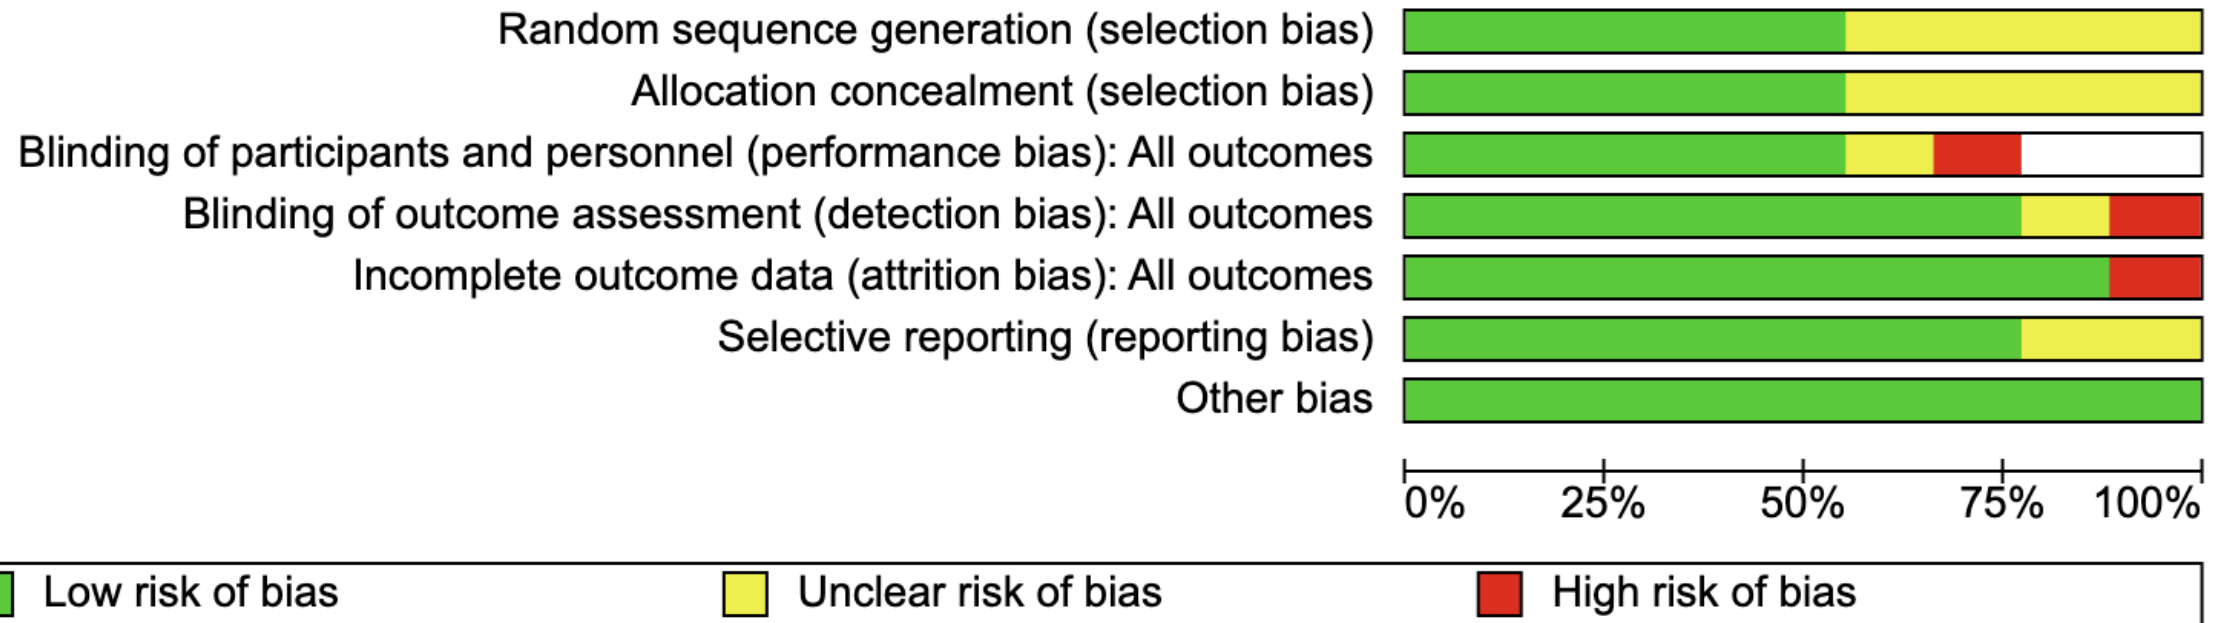 Random sequence generation (selection bias)
Allocation concealment (selection bias)
Blinding of participants and personnel (performance bias): All outcomes
Blinding of outcome assessment (detection bias): All outcomes
Incomplete outcome data (attrition bias): All outcomes
Selective reporting (reporting bias)
Other bias
0% 25% 50% 75% 100%
Low risk of bias Unclear risk of bias High risk of bias